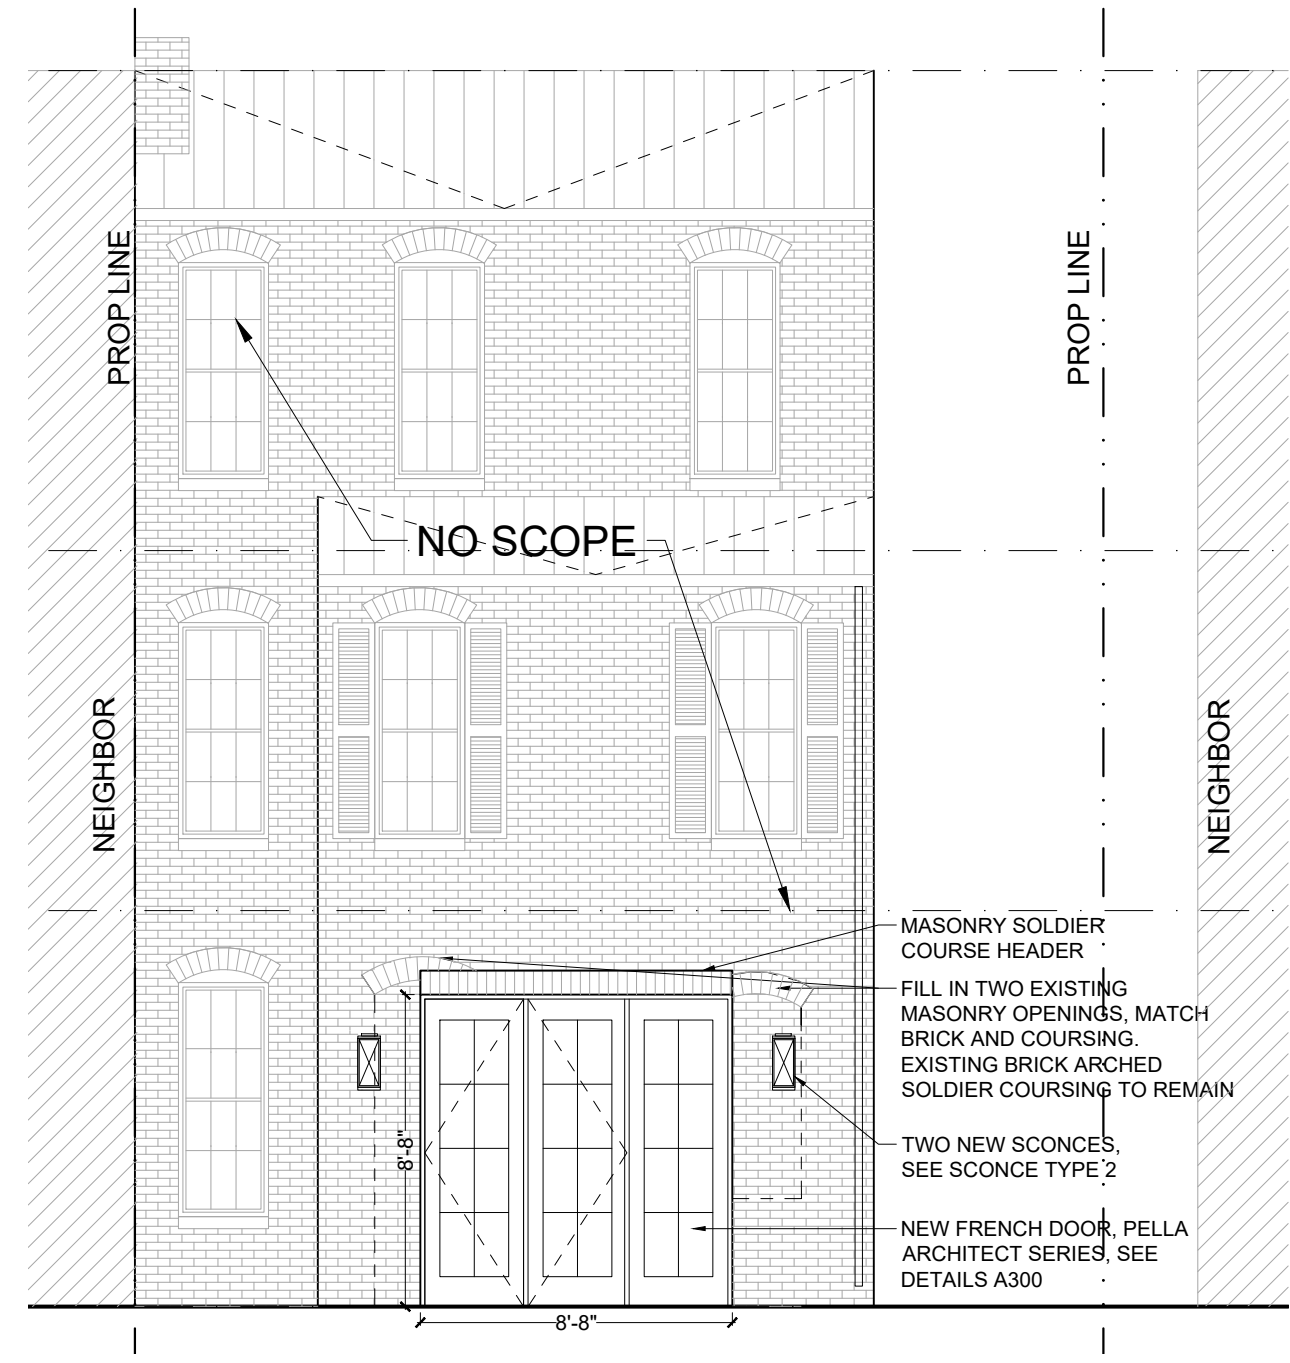 PROP LINE
PROP LINE
NO SCOPE
NEIGHBOR
NEIGHBOR
MASONRY SOLDIER
COURSE HEADER
FILL IN TWO EXISTING
MASONRY OPENINGS, MATCH
BRICK AND COURSING.
EXISTING BRICK ARCHED
SOLDIER COURSING TO REMAIN
TWO NEW SCONCES,
SEE SCONCE TYPE 2
8'-8"
NEW FRENCH DOOR, PELLA
ARCHITECT SERIES, SEE
DETAILS A300
8'-8"